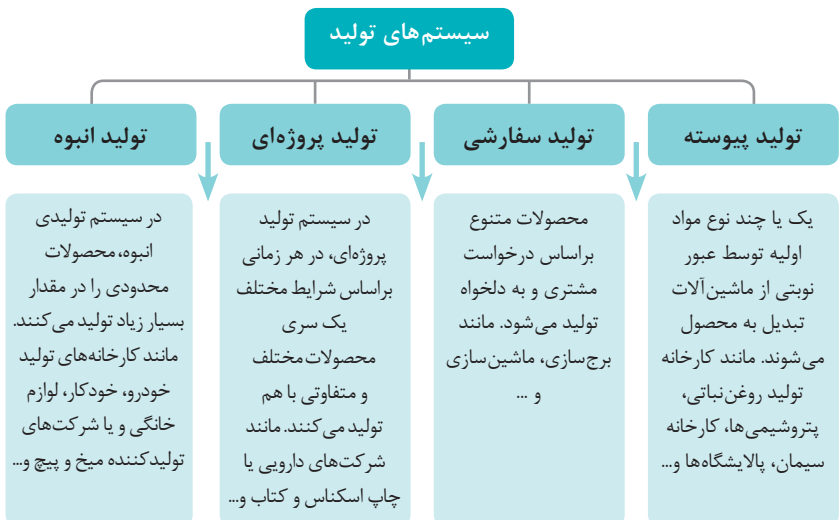 سیستم‌های تولید
تولید پیوسته
یک یا چند نوع مواد
اولیه توسط عبور
نوبتی از ماشین‌آلات
تبدیل به محصول
می‌شوند. مانند کارخانه
تولید روغن‌نباتی،
پتروشیمی‌ها، کارخانه
سیمان، پالایشگاه‌ها و...
تولید سفارشی
محصولات متنوع
براساس درخواست
مشتری و به دلخواه
تولید می‌شود. مانند
برج‌سازی، ماشین‌سازی
و ...
تولید پروژه‌ای
در سیستم تولید
پروژه‌ای، در هر زمانی
براساس شرایط مختلف
یک سری
محصولات مختلف
و متفاوتی با هم
تولید می‌کنند. مانند
شرکت‌های دارویی یا
چاپ اسکناس و کتاب و...
تولید انبوه
در سیستم تولیدی
انبوه، محصولات
محدودی را در مقدار
بسیار زیاد تولید می‌کنند.
مانند کارخانه‌های تولید
خودرو، خودکار، لوازم
خانگی و یا شرکت‌های
تولیدکننده میخ و پیچ و...